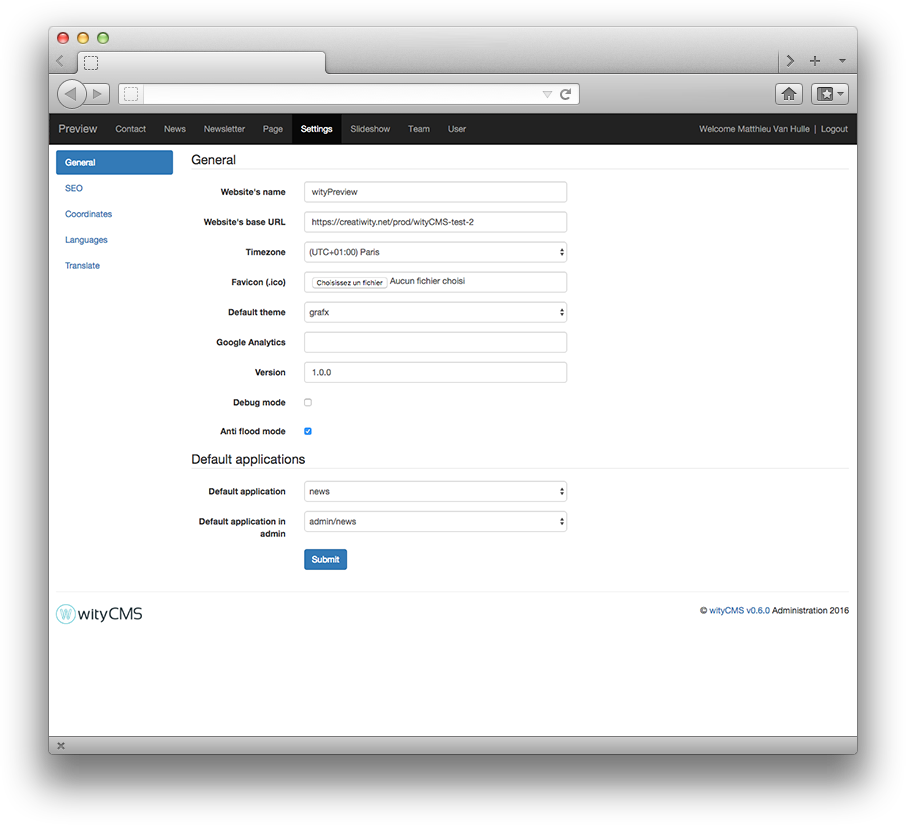 Preview Contact News Newsletter Page Settings Slideshow Team User Welcome Matthieu Van Hulle | Logout
General
SEO
Coordinates
Languages
Translate
General
Website's name wityPreview
Website's base URL https://creatiwity.net/prod/wityCMS-test-2
Timezone (UTC+01:00) Paris
Favicon (.ico) Choisissez un fichier Aucun fichier choisi
Default theme grafx
Google Analytics
Version 1.0.0
Debug mode
Anti flood mode
Default applications
Default application news
Default application in
admin
admin/news
Submit
W wityCMS
© wityCMS v0.6.0 Administration 2016